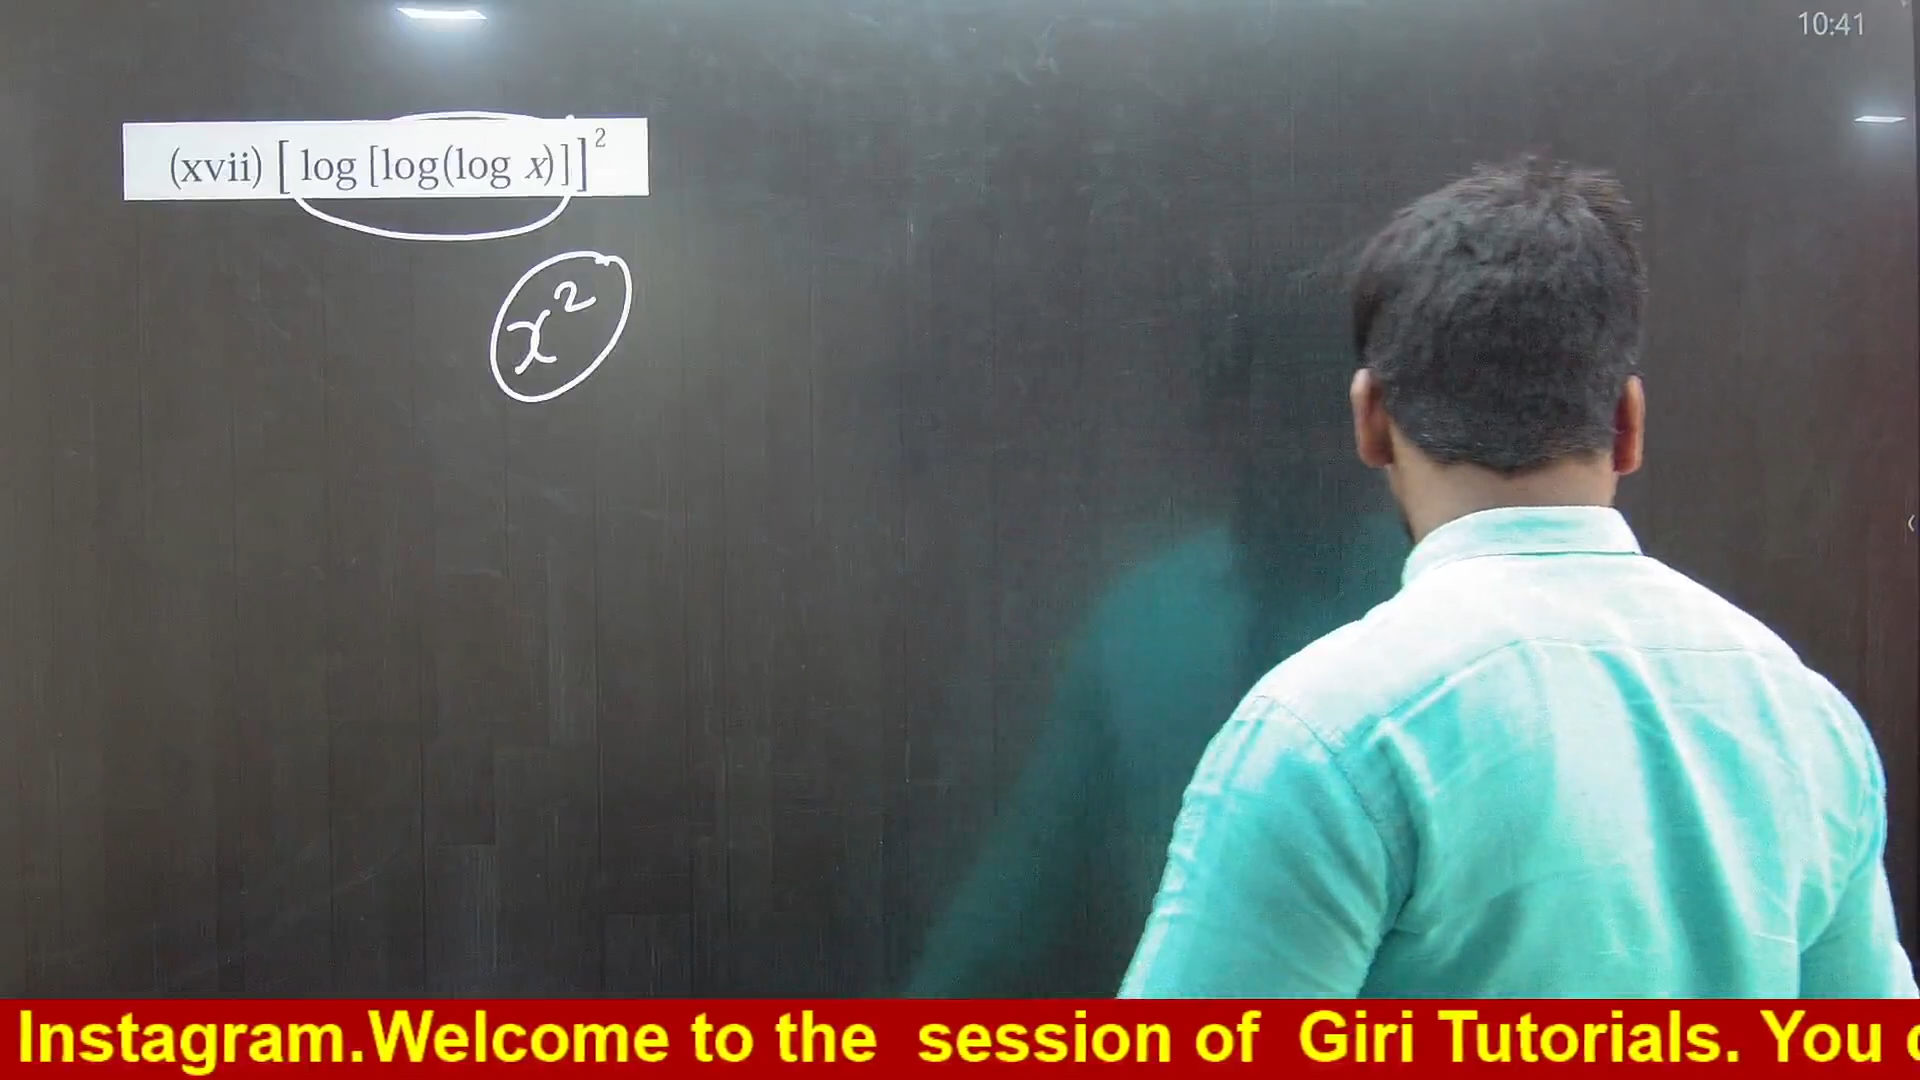 10:41
(xvii) [ log [log(log x)] ]²
x²
Instagram.Welcome to the session of Giri Tutorials. You